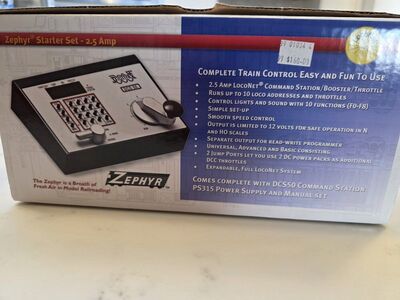 Zephyr® Starter Set - 2.5 Amp
$160.00
COMPLETE TRAIN CONTROL EASY AND FUN TO USE
• 2.5 AMP LOCONET® COMMAND STATION/BOOSTER/THROTTLE
• RUNS UP TO 10 LOCO ADDRESSES AND THROTTLES
• CONTROL LIGHTS AND SOUND WITH 10 FUNCTIONS (F0-F8)
• SIMPLE SET-UP
• SMOOTH SPEED CONTROL
• OUTPUT IS LIMITED TO 12 VOLTS FOR SAFE OPERATION IN N
AND HO SCALES
• SEPARATE OUTPUT FOR READ-WRITE PROGRAMMER
• UNIVERSAL, ADVANCED AND BASIC CONSISTING
• 2 JUMP PORTS LET YOU USE 2 DC POWER PACKS AS ADDITIONAL
DCC THROTTLES
• EXPANDABLE, FULL LOCONET SYSTEM
COMES COMPLETE WITH DCS50 COMMAND STATION
PS315 POWER SUPPLY AND MANUAL SET
The Zephyr is a Breath of
Fresh Air in Model Railroading!
ZEPHYR™